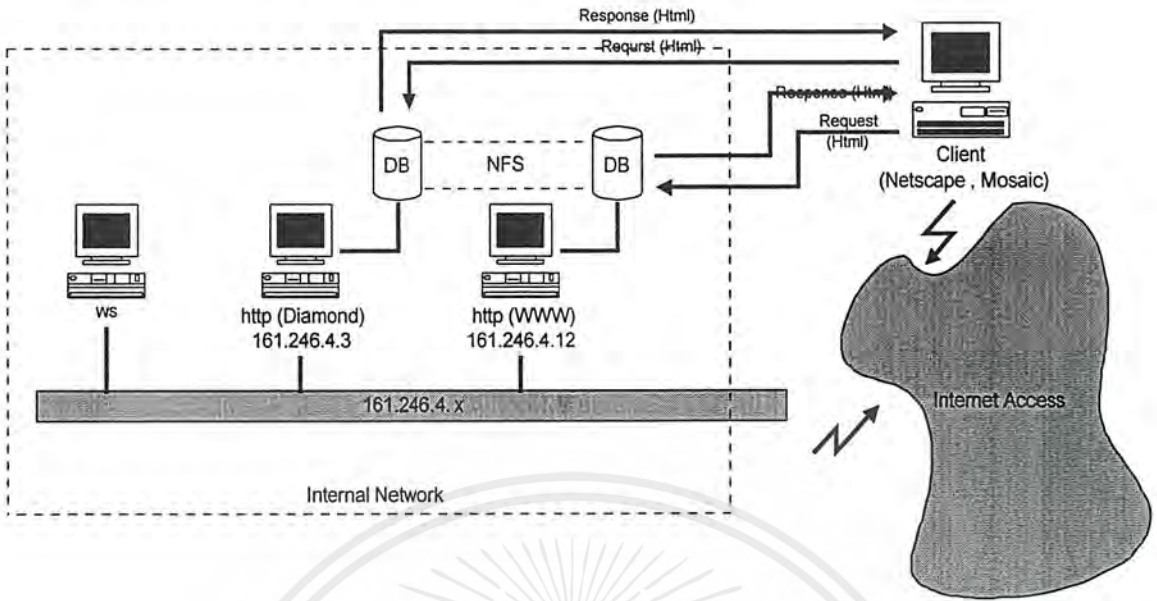 Response (Html)
Requrst (Html)
Response (Html)
Request
(Html)
Client
(Netscape , Mosaic)
DB
NFS
DB
ws
http (Diamond)
161.246.4.3
http (WWW)
161.246.4.12
161.246.4. x
Internet Access
Internal Network